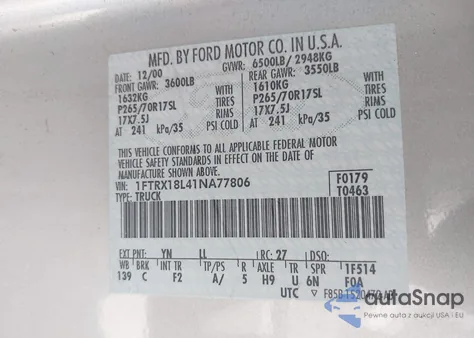 MFD. BY FORD MOTOR CO. IN U.S.A.
DATE: 12/00 GVWR: 6500LB/ 2948KG
FRONT GAWR: 3600LB REAR GAWR: 3550LB
1632KG 1610KG
P265/70R17SL WITH TIRES P265/70R17SL WITH TIRES
17X7.5J RIMS 17X7.5J RIMS
AT 241 kPa/35 PSI COLD AT 241 kPa/35 PSI COLD
THIS VEHICLE CONFORMS TO ALL APPLICABLE FEDERAL MOTOR
VEHICLE SAFETY STANDARDS IN EFFECT ON THE DATE OF
MANUFACTURE SHOWN ABOVE.
VIN: 1FTRX18L41NA77806 F0179
TYPE: TRUCK T0463
EXT PNT: YN LL RC: 27 DSO:
WB BRK INT TR TP/PS R AXLE TR SPR 1F514
139 C F2 A/ 5 H9 U 6N F0A
UTC
autoSnap
Pewne auta z USA i EU